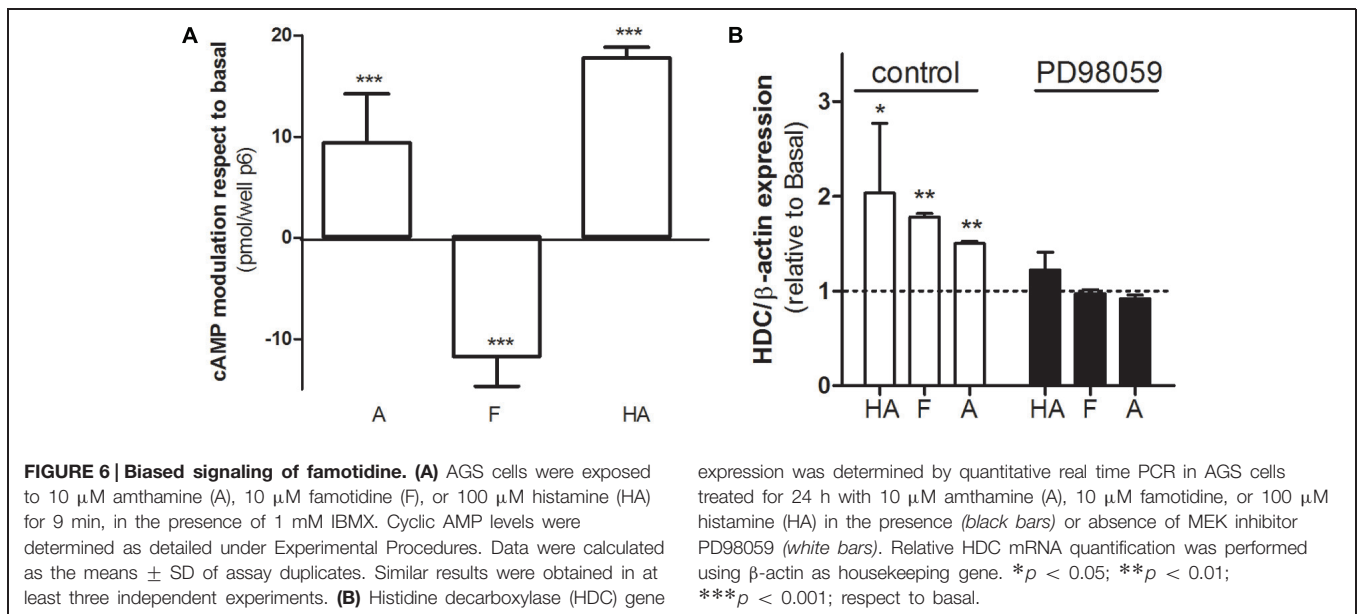 A
cAMP modulation respect to basal
(pmol/well p6)
20
10
0
-10
***
***
***
A F HA
B
HDC/β-actin expression
(relative to Basal)
3
2
1
0
control PD98059
*
**
**
HA F A HA F A
FIGURE 6 | Biased signaling of famotidine. (A) AGS cells were exposed
to 10 μM amthamine (A), 10 μM famotidine (F), or 100 μM histamine (HA)
for 9 min, in the presence of 1 mM IBMX. Cyclic AMP levels were
determined as detailed under Experimental Procedures. Data were calculated
as the means ± SD of assay duplicates. Similar results were obtained in at
least three independent experiments. (B) Histidine decarboxylase (HDC) gene
expression was determined by quantitative real time PCR in AGS cells
treated for 24 h with 10 μM amthamine (A), 10 μM famotidine, or 100 μM
histamine (HA) in the presence (black bars) or absence of MEK inhibitor
PD98059 (white bars). Relative HDC mRNA quantification was performed
using β-actin as housekeeping gene. *p < 0.05; **p < 0.01;
***p < 0.001; respect to basal.